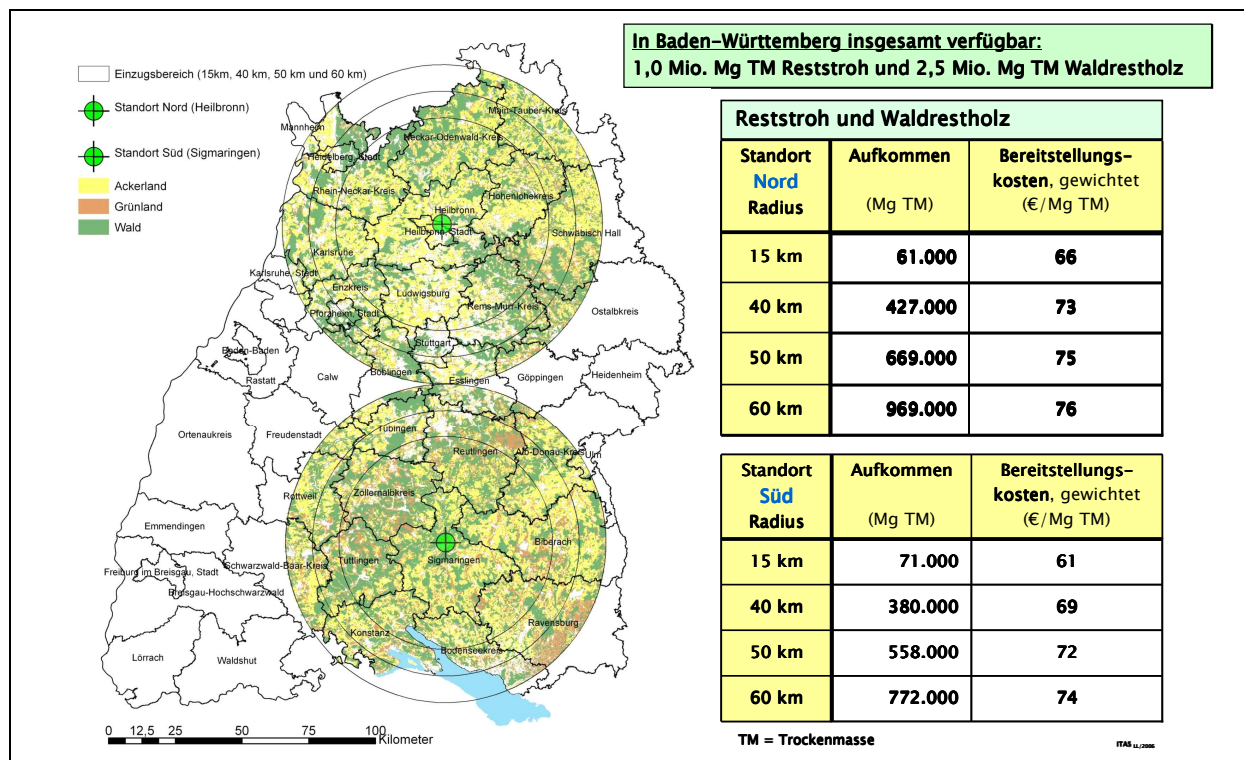 In Baden-Württemberg insgesamt verfügbar:
1,0 Mio. Mg TM Reststroh und 2,5 Mio. Mg TM Waldrestholz
Einzugsbereich (15km, 40 km, 50 km und 60 km)
Standort Nord (Heilbronn)
Standort Süd (Sigmaringen)
Ackerland
Grünland
Wald
Main-Tauber-Kreis
Mannheim
Neckar-Odenwald-Kreis
Heidelberg, Stadt
Rhein-Neckar-Kreis
Hohenlohekreis
Heilbronn
Heilbronn, Stadt
Schwäbisch Hall
Karlsruhe
Karlsruhe, Stadt
Enzkreis
Ludwigsburg
Rems-Murr-Kreis
Pforzheim, Stadt
Ostalbkreis
Stuttgart
Baden-Baden
Rastatt
Calw
Böblingen
Esslingen
Göppingen
Heidenheim
Ortenaukreis
Freudenstadt
Tübingen
Reutlingen
Alb-Donau-Kreis
Ulm
Rottweil
Zollernalbkreis
Emmendingen
Biberach
Tuttlingen
Sigmaringen
Schwarzwald-Baar-Kreis
Freiburg im Breisgau, Stadt
Breisgau-Hochschwarzwald
Ravensburg
Konstanz
Bodenseekreis
Lörrach
Waldshut
0 12,5 25 50 75 100
Kilometer
Reststroh und Waldrestholz
Standort
Nord
Radius
Aufkommen
(Mg TM)
Bereitstellungs-
kosten, gewichtet
(€/Mg TM)
15 km 61.000 66
40 km 427.000 73
50 km 669.000 75
60 km 969.000 76
Standort
Süd
Radius
Aufkommen
(Mg TM)
Bereitstellungs-
kosten, gewichtet
(€/Mg TM)
15 km 71.000 61
40 km 380.000 69
50 km 558.000 72
60 km 772.000 74
TM = Trockenmasse
ITAS LL/2006